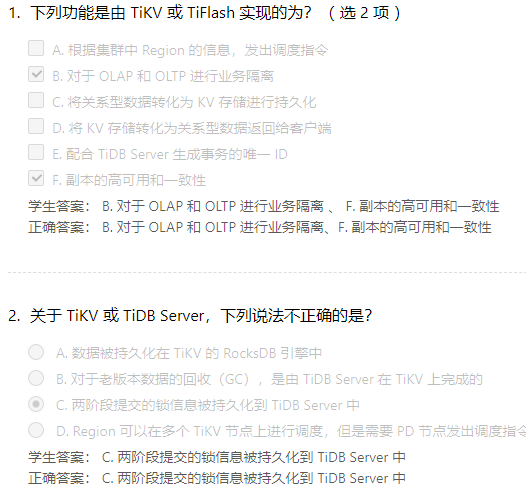 1. 下列功能是由 TiKV 或 TiFlash 实现的为？（ 选 2 项 ）
A. 根据集群中 Region 的信息，发出调度指令
B. 对于 OLAP 和 OLTP 进行业务隔离
C. 将关系型数据转化为 KV 存储进行持久化
D. 将 KV 存储转化为关系型数据返回给客户端
E. 配合 TiDB Server 生成事务的唯一 ID
F. 副本的高可用和一致性
学生答案： B. 对于 OLAP 和 OLTP 进行业务隔离 、 F. 副本的高可用和一致性
正确答案： B. 对于 OLAP 和 OLTP 进行业务隔离、F. 副本的高可用和一致性
2. 关于 TiKV 或 TiDB Server，下列说法不正确的是？
A. 数据被持久化在 TiKV 的 RocksDB 引擎中
B. 对于老版本数据的回收（GC），是由 TiDB Server 在 TiKV 上完成的
C. 两阶段提交的锁信息被持久化到 TiDB Server 中
D. Region 可以在多个 TiKV 节点上进行调度，但是需要 PD 节点发出调度指令
学生答案： C. 两阶段提交的锁信息被持久化到 TiDB Server 中
正确答案： C. 两阶段提交的锁信息被持久化到 TiDB Server 中